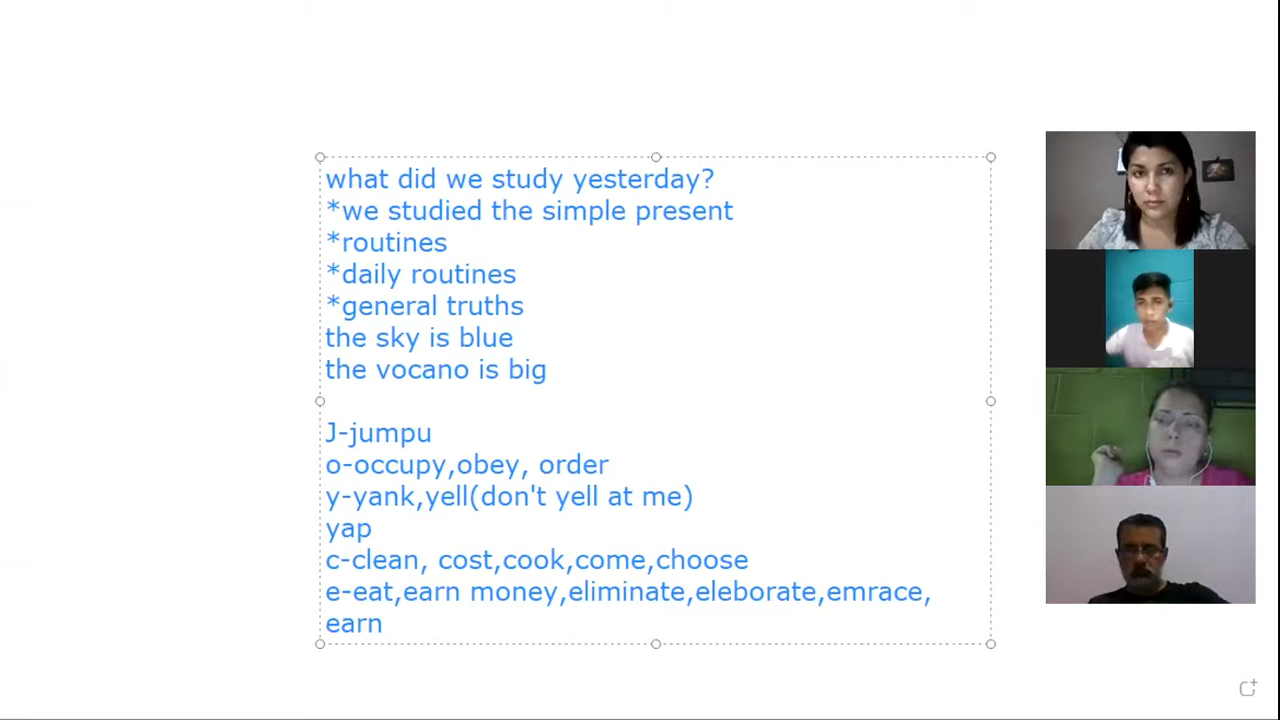 what did we study yesterday?
*we studied the simple present
*routines
*daily routines
*general truths
the sky is blue
the vocano is big
J-jumpu
o-occupy,obey, order
y-yank,yell(don't yell at me)
yap
c-clean, cost,cook,come,choose
e-eat,earn money,eliminate,eleborate,emrace,
earn